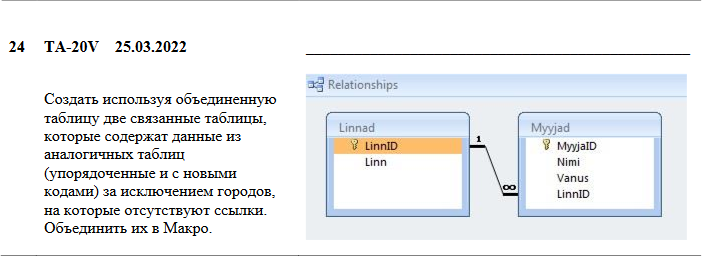 24 TA-20V 25.03.2022
Создать используя объединенную
таблицу две связанные таблицы,
которые содержат данные из
аналогичных таблиц
(упорядоченные и с новыми
кодами) за исключением городов,
на которые отсутствуют ссылки.
Объединить их в Макро.
Relationships
Linnad
LinnID
Linn
1
∞
Myyjad
MyyjaID
Nimi
Vanus
LinnID